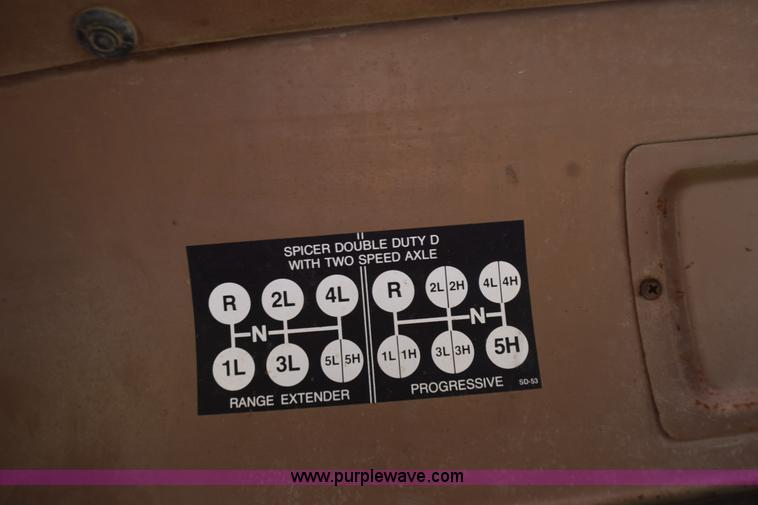 SPICER DOUBLE DUTY D
WITH TWO SPEED AXLE
R 2L 4L
N
1L 3L 5L 5H
RANGE EXTENDER
R 2L 2H 4L 4H
N
1L 1H 3L 3H 5H
PROGRESSIVE
SD-53
www.purplewave.com